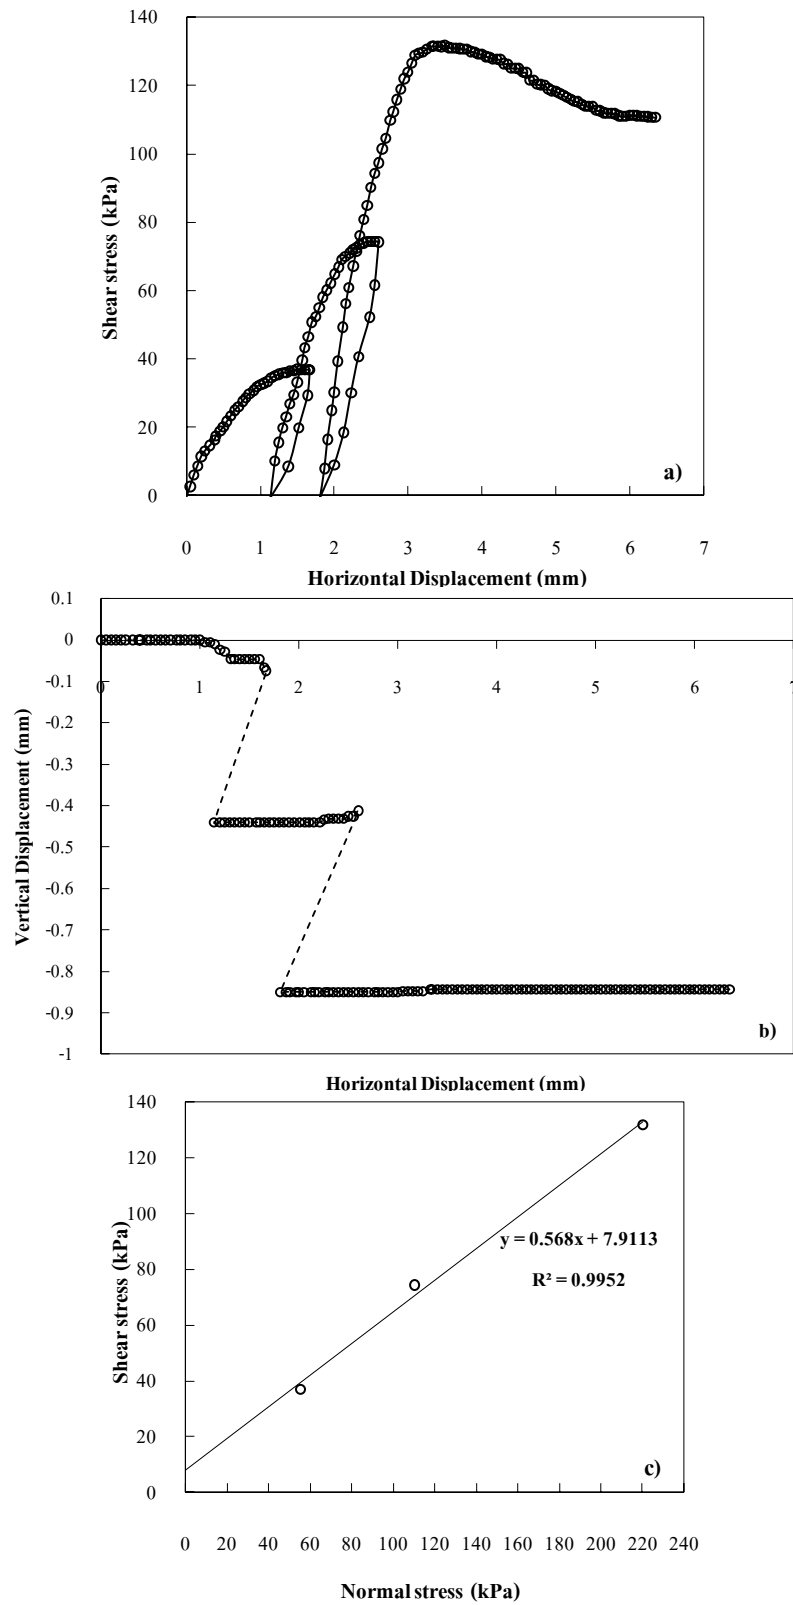 140
120
100
80
60
40
20
0
Shear stress (kPa)
a)
0 1 2 3 4 5 6 7
Horizontal Displacement (mm)
0.1
0
-0.1
-0.2
-0.3
-0.4
-0.5
-0.6
-0.7
-0.8
-0.9
-1
Vertical Displacement (mm)
0 1 2 3 4 5 6 7
b)
Horizontal Displacement (mm)
140
120
100
80
60
40
20
0
Shear stress (kPa)
y = 0.568x + 7.9113
R² = 0.9952
c)
0 20 40 60 80 100 120 140 160 180 200 220 240
Normal stress (kPa)